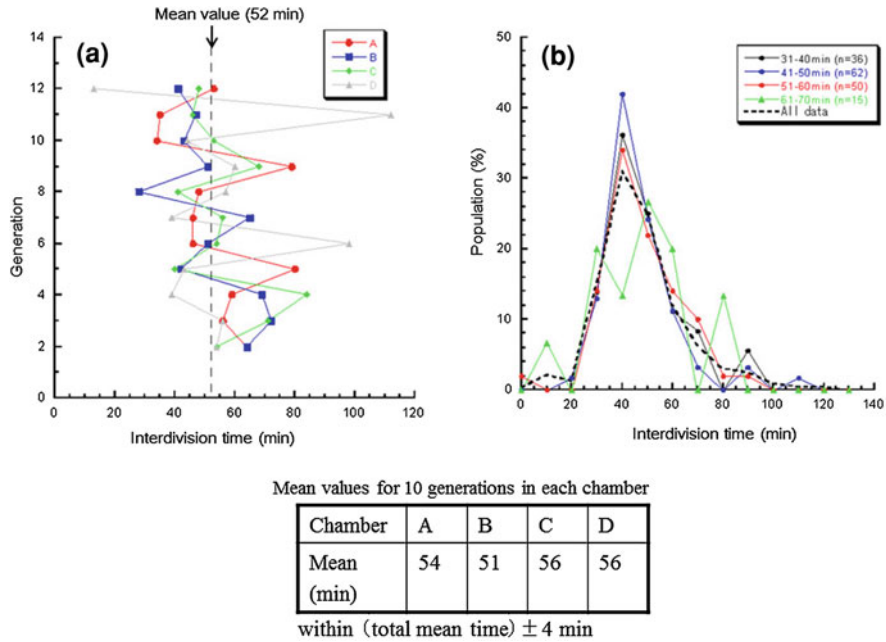 Mean value (52 min)
(a)
A
B
C
D
Generation
14
12
10
8
6
4
2
0
0 20 40 60 80 100 120
Interdivision time (min)
(b)
31-40min (n=36)
41-50min (n=62)
51-60min (n=50)
61-70min (n=15)
All data
Population (%)
50
40
30
20
10
0
0 20 40 60 80 100 120 140
Interdivision time (min)
Mean values for 10 generations in each chamber
Chamber A B C D
Mean 54 51 56 56
(min)
within (total mean time) ± 4 min